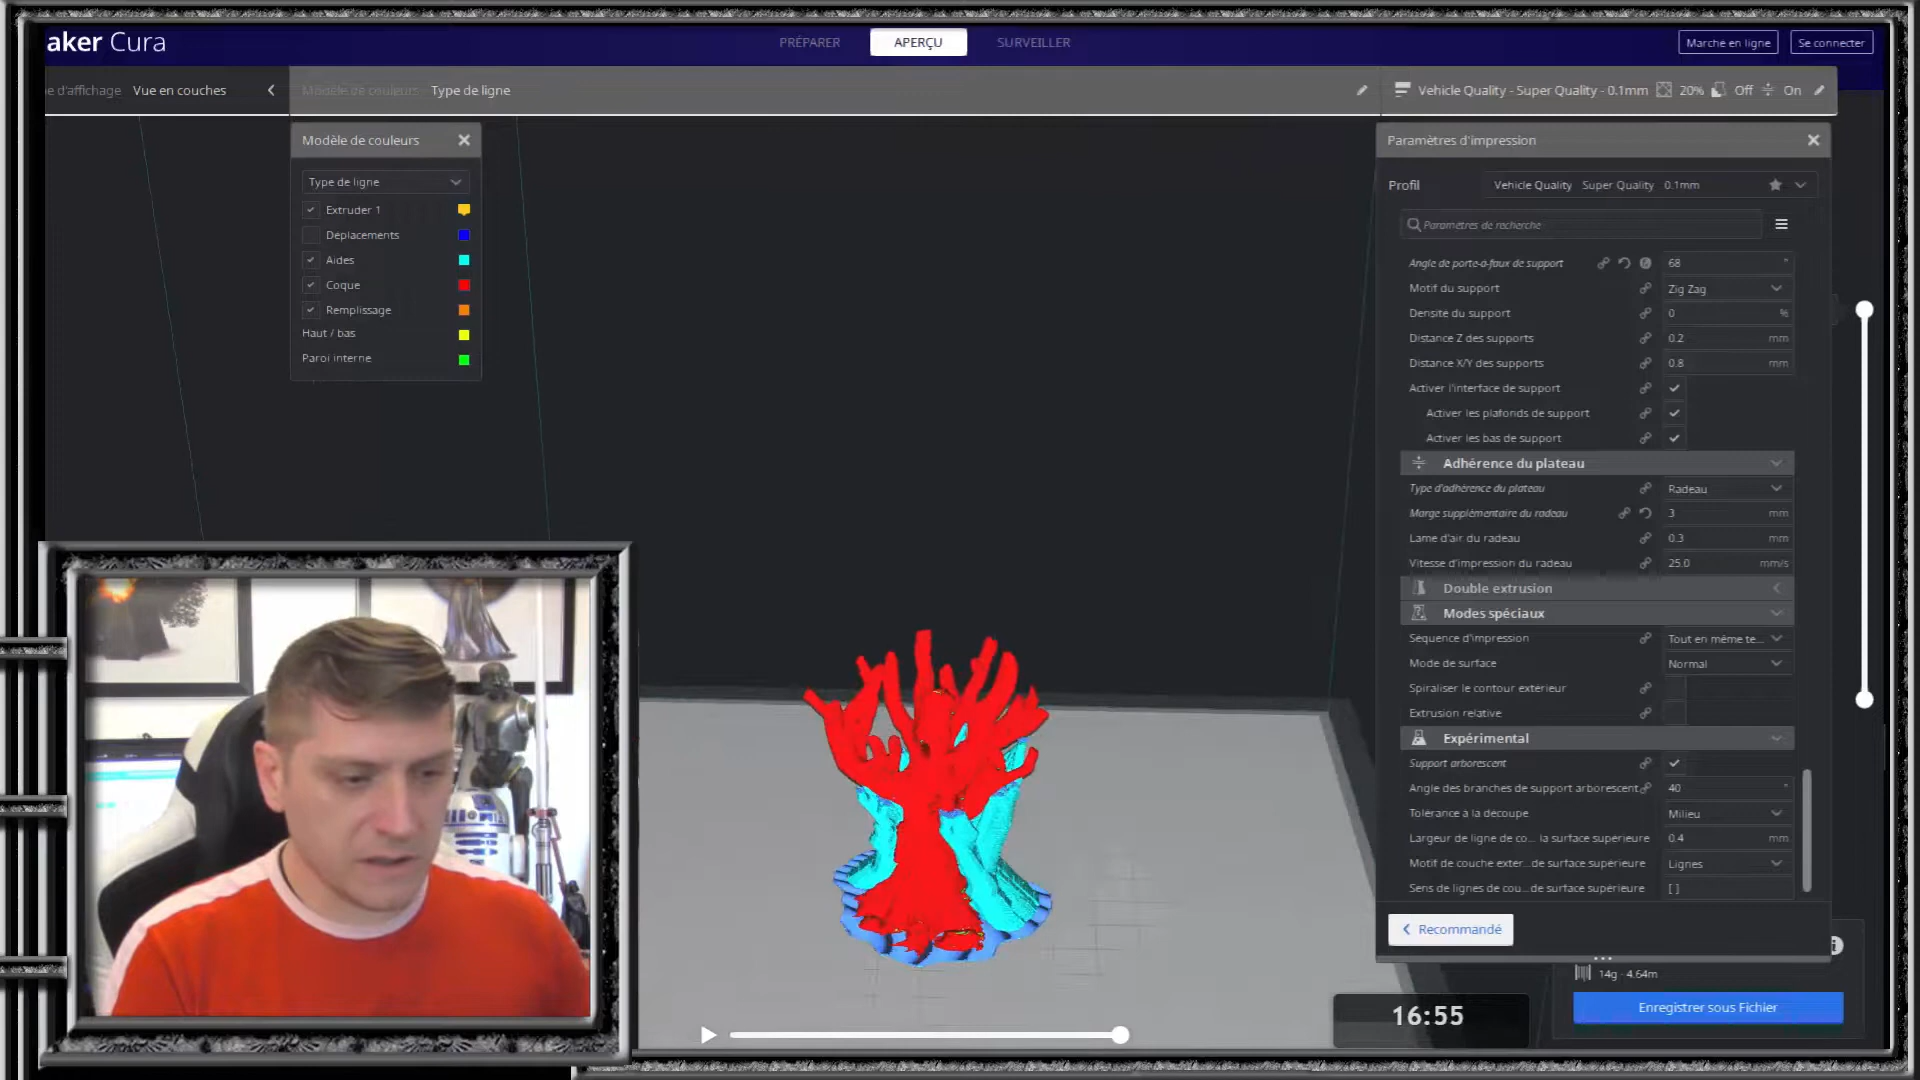 aker Cura
PRÉPARER
APERÇU
SURVEILLER
Marché en ligne
Se connecter
e d'affichage Vue en couches
Modèle de couleurs Type de ligne
Vehicle Quality - Super Quality - 0.1mm 20% Off On
Modèle de couleurs
Type de ligne
Extruder 1
Déplacements
Aides
Coque
Remplissage
Haut / bas
Paroi interne
Paramètres d'impression
Profil Vehicle Quality Super Quality 0.1mm
Paramètres de recherche
Angle de porte-à-faux de support 68 °
Motif du support Zig Zag
Densité du support 0 %
Distance Z des supports 0.2 mm
Distance X/Y des supports 0.8 mm
Activer l'interface de support
Activer les plafonds de support
Activer les bas de support
Adhérence du plateau
Type d'adhérence du plateau Radeau
Marge supplémentaire du radeau 3 mm
Lame d'air du radeau 0.3 mm
Vitesse d'impression du radeau 25.0 mm/s
Double extrusion
Modes spéciaux
Séquence d'impression Tout en même te...
Mode de surface Normal
Spiraliser le contour extérieur
Extrusion relative
Expérimental
Support arborescent
Angle des branches de support arborescent 40 °
Tolérance à la découpe Milieu
Largeur de ligne de co... la surface supérieure 0.4 mm
Motif de couche extér...de surface supérieure Lignes
Sens de lignes de cou...de surface supérieure [ ]
Recommandé
14g · 4.64m
Enregistrer sous Fichier
16:55